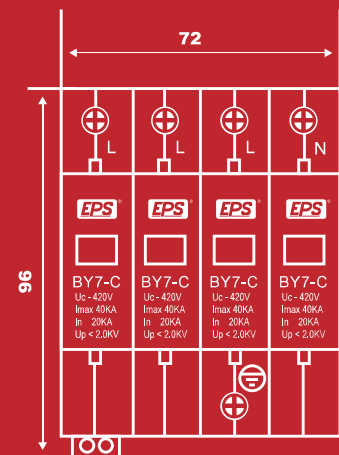 72
L L L N
96
EPS® EPS® EPS® EPS®
BY7-C BY7-C BY7-C BY7-C
Uc - 420V Uc - 420V Uc - 420V Uc - 420V
Imax 40KA Imax 40KA Imax 40KA Imax 40KA
In 20KA In 20KA In 20KA In 20KA
Up < 2.0KV Up < 2.0KV Up < 2.0KV Up < 2.0KV